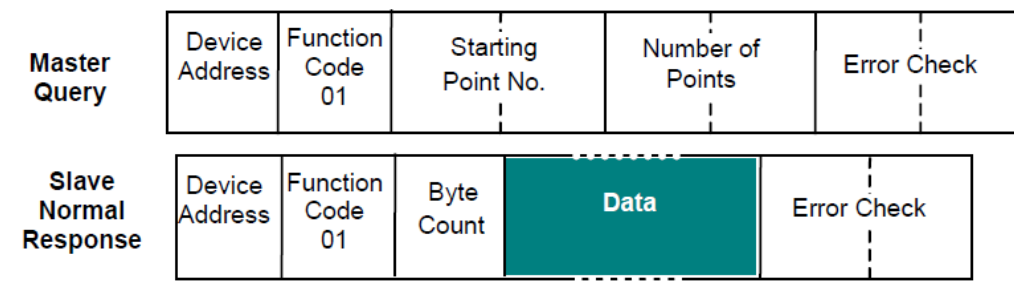 Master
Query
Device
Address
Function
Code
01
Starting
Point No.
Number of
Points
Error Check
Slave
Normal
Response
Device
Address
Function
Code
01
Byte
Count
Data
Error Check